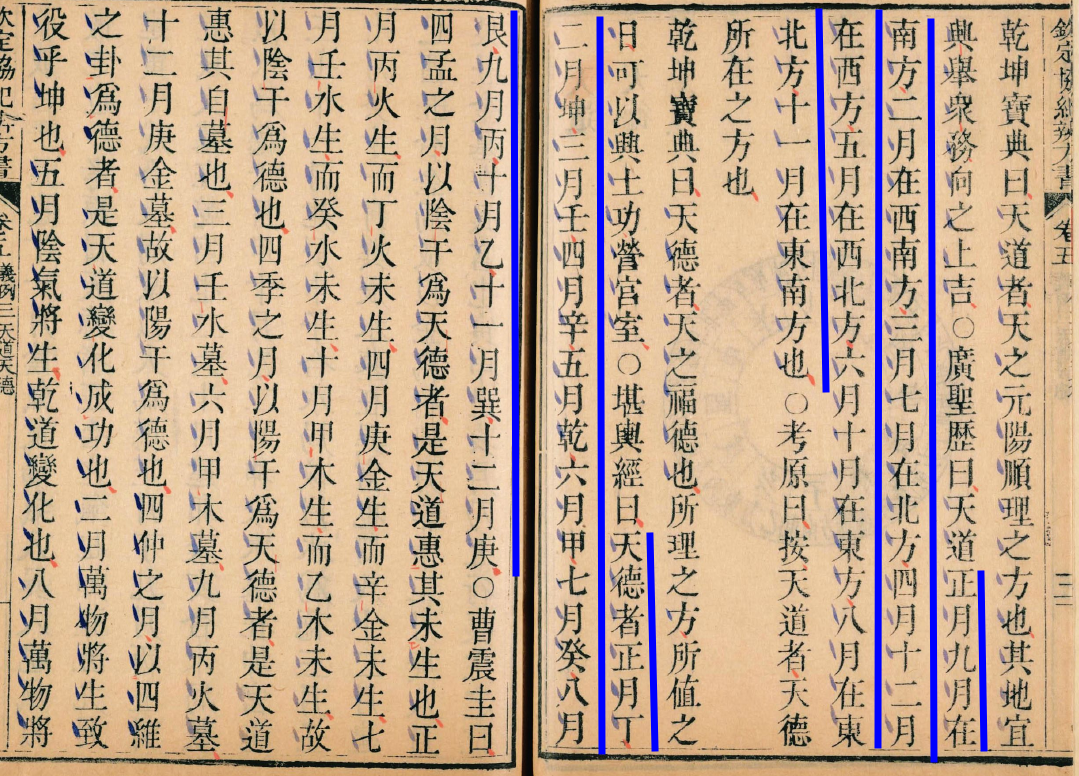 欽定協紀辨方書
卷五
乾坤寶典曰天道者天之元陽順理之方也其地宜
興舉衆務向之上吉○廣聖歴曰天道正月九月在
南方二月在西南方三月七月在北方四月十二月
在西方五月在西北方六月十月在東方八月在東
北方十一月在東南方也○考原曰按天道者天德
所在之方也
乾坤寶典曰天德者天之福德也所理之方所值之
日可以興土功營宫室○堪輿經曰天德者正月丁
二月坤三月壬四月辛五月乾六月甲七月癸八月
艮九月丙十月乙十一月巽十二月庚○曹震圭曰
四孟之月以陰干爲天德者是天道惠其未生也正
月丙火生而丁火未生四月庚金生而辛金未生七
月壬水生而癸水未生十月甲木生而乙木未生故
以陰干爲德也四季之月以陽干爲天德者是天道
惠其自墓也三月壬水墓六月甲木墓九月丙火墓
十二月庚金墓故以陽干爲德也四仲之月以四維
之卦爲德者是天道變化成功也二月萬物將生致
役乎坤也五月陰氣將生乾道變化也八月萬物將
欽定協紀辨方書
卷五
義例三
天道天德